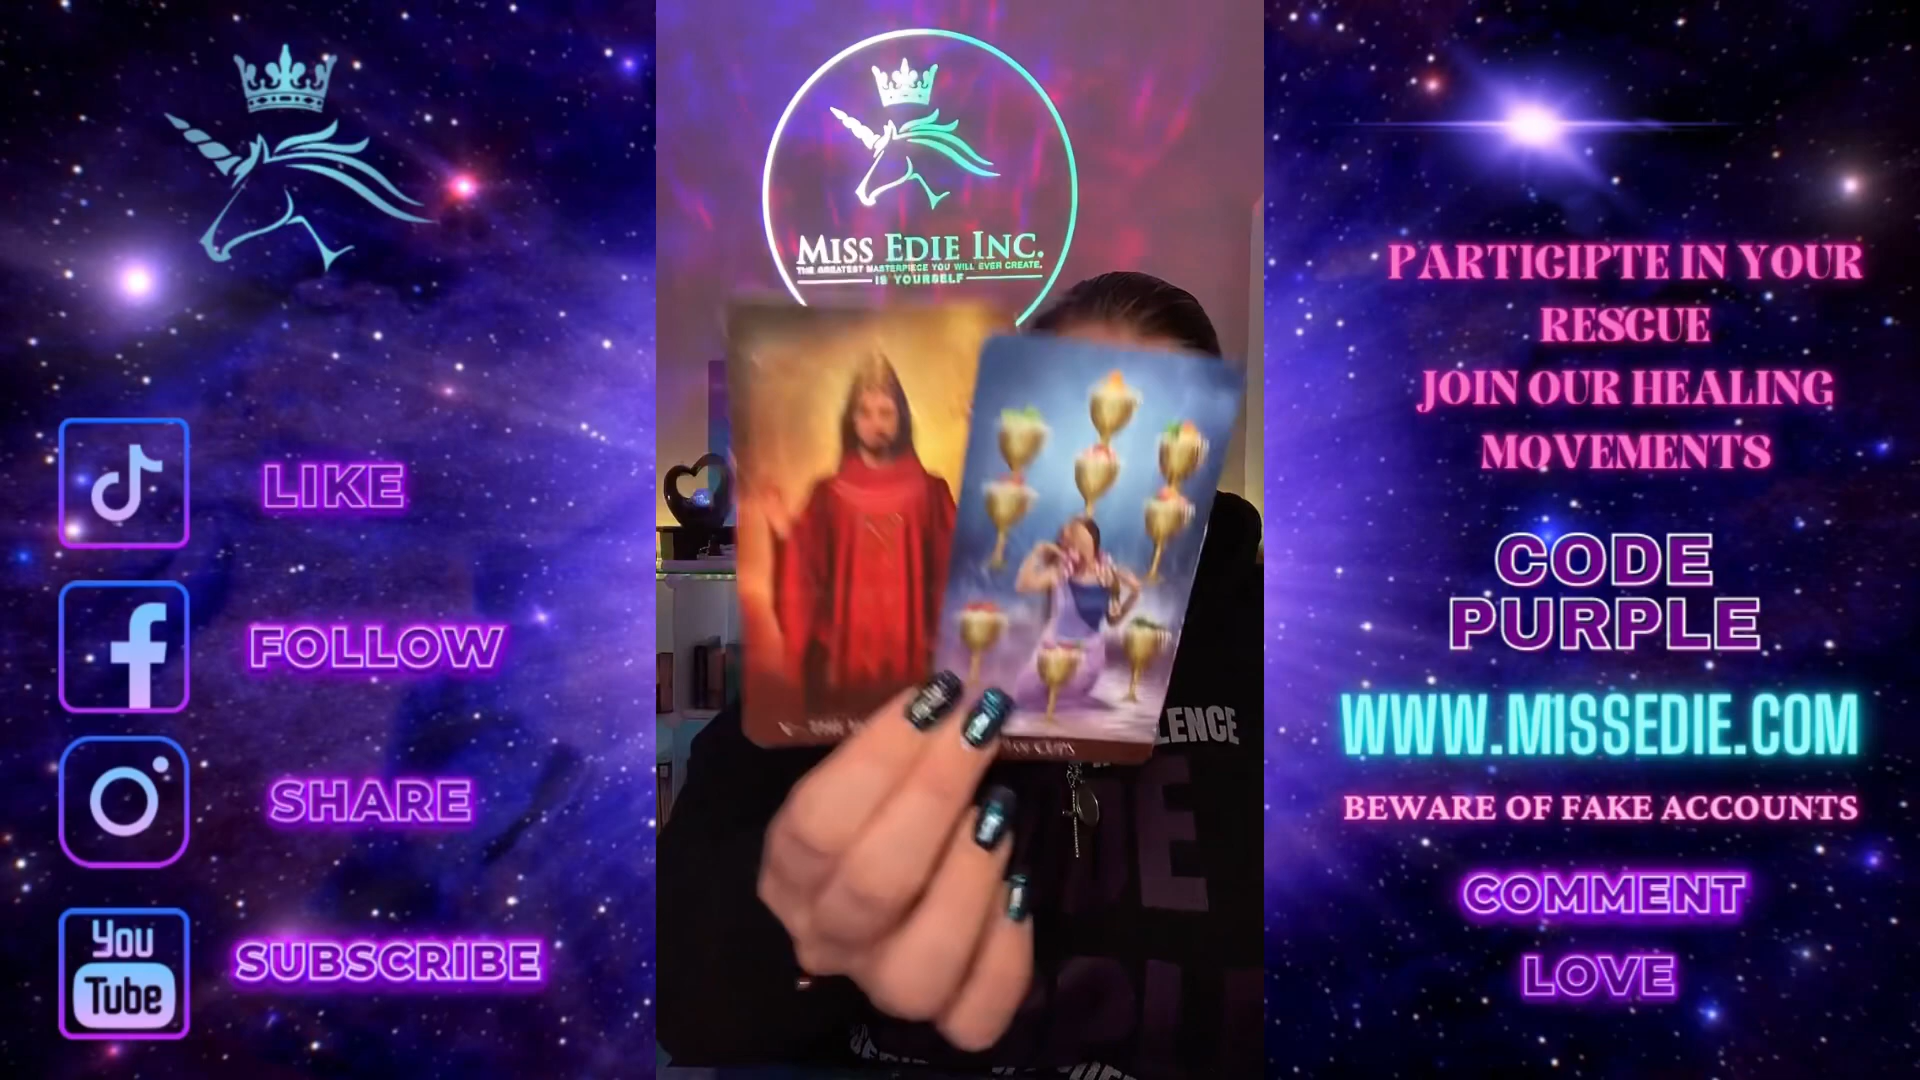 LIKE
FOLLOW
SHARE
You
Tube
SUBSCRIBE
MISS EDIE INC.
THE GREATEST MASTERPIECE YOU WILL EVER CREATE,
IS YOURSELF
CUPS
LENCE
PARTICIPTE IN YOUR
RESCUE
JOIN OUR HEALING
MOVEMENTS
CODE
PURPLE
WWW.MISSEDIE.COM
BEWARE OF FAKE ACCOUNTS
COMMENT
LOVE